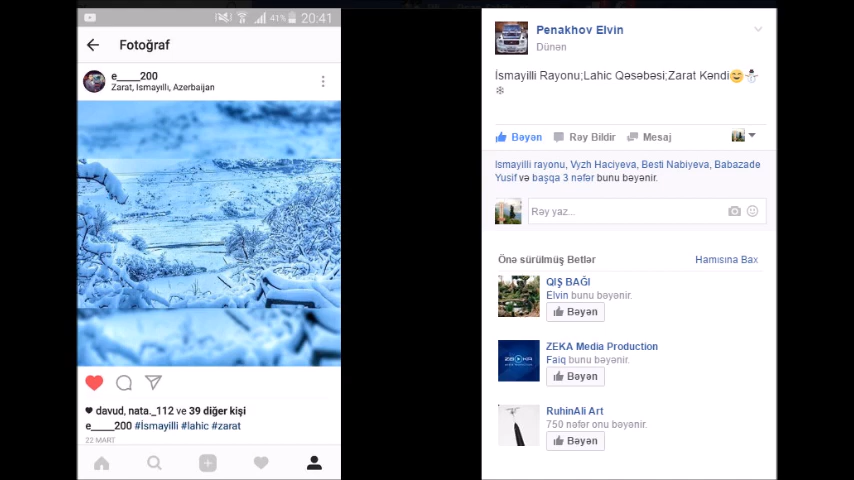 41% 20:41
Fotoğraf
e_____200
Zarat, Ismayıllı, Azerbaijan
davud, nata._112 ve 39 diğer kişi
e_____200 #İsmayilli #lahic #zarat
22 MART
Penakhov Elvin
Dünən
İsmayilli Rayonu;Lahic Qəsəbəsi;Zarat Kəndi😄⛄
❄
Bəyən Rəy Bildir Mesaj
Ismayilli rayonu, Vyzh Haciyeva, Besti Nabiyeva, Babazade
Yusif və başqa 3 nəfər bunu bəyənir.
Rəy yaz...
Önə sürülmüş Betlər Hamısına Bax
QIŞ BAĞI
Elvin bunu bəyənir.
Bəyən
ZEKA Media Production
Faiq bunu bəyənir.
Bəyən
RuhinAli Art
750 nəfər onu bəyənir.
Bəyən